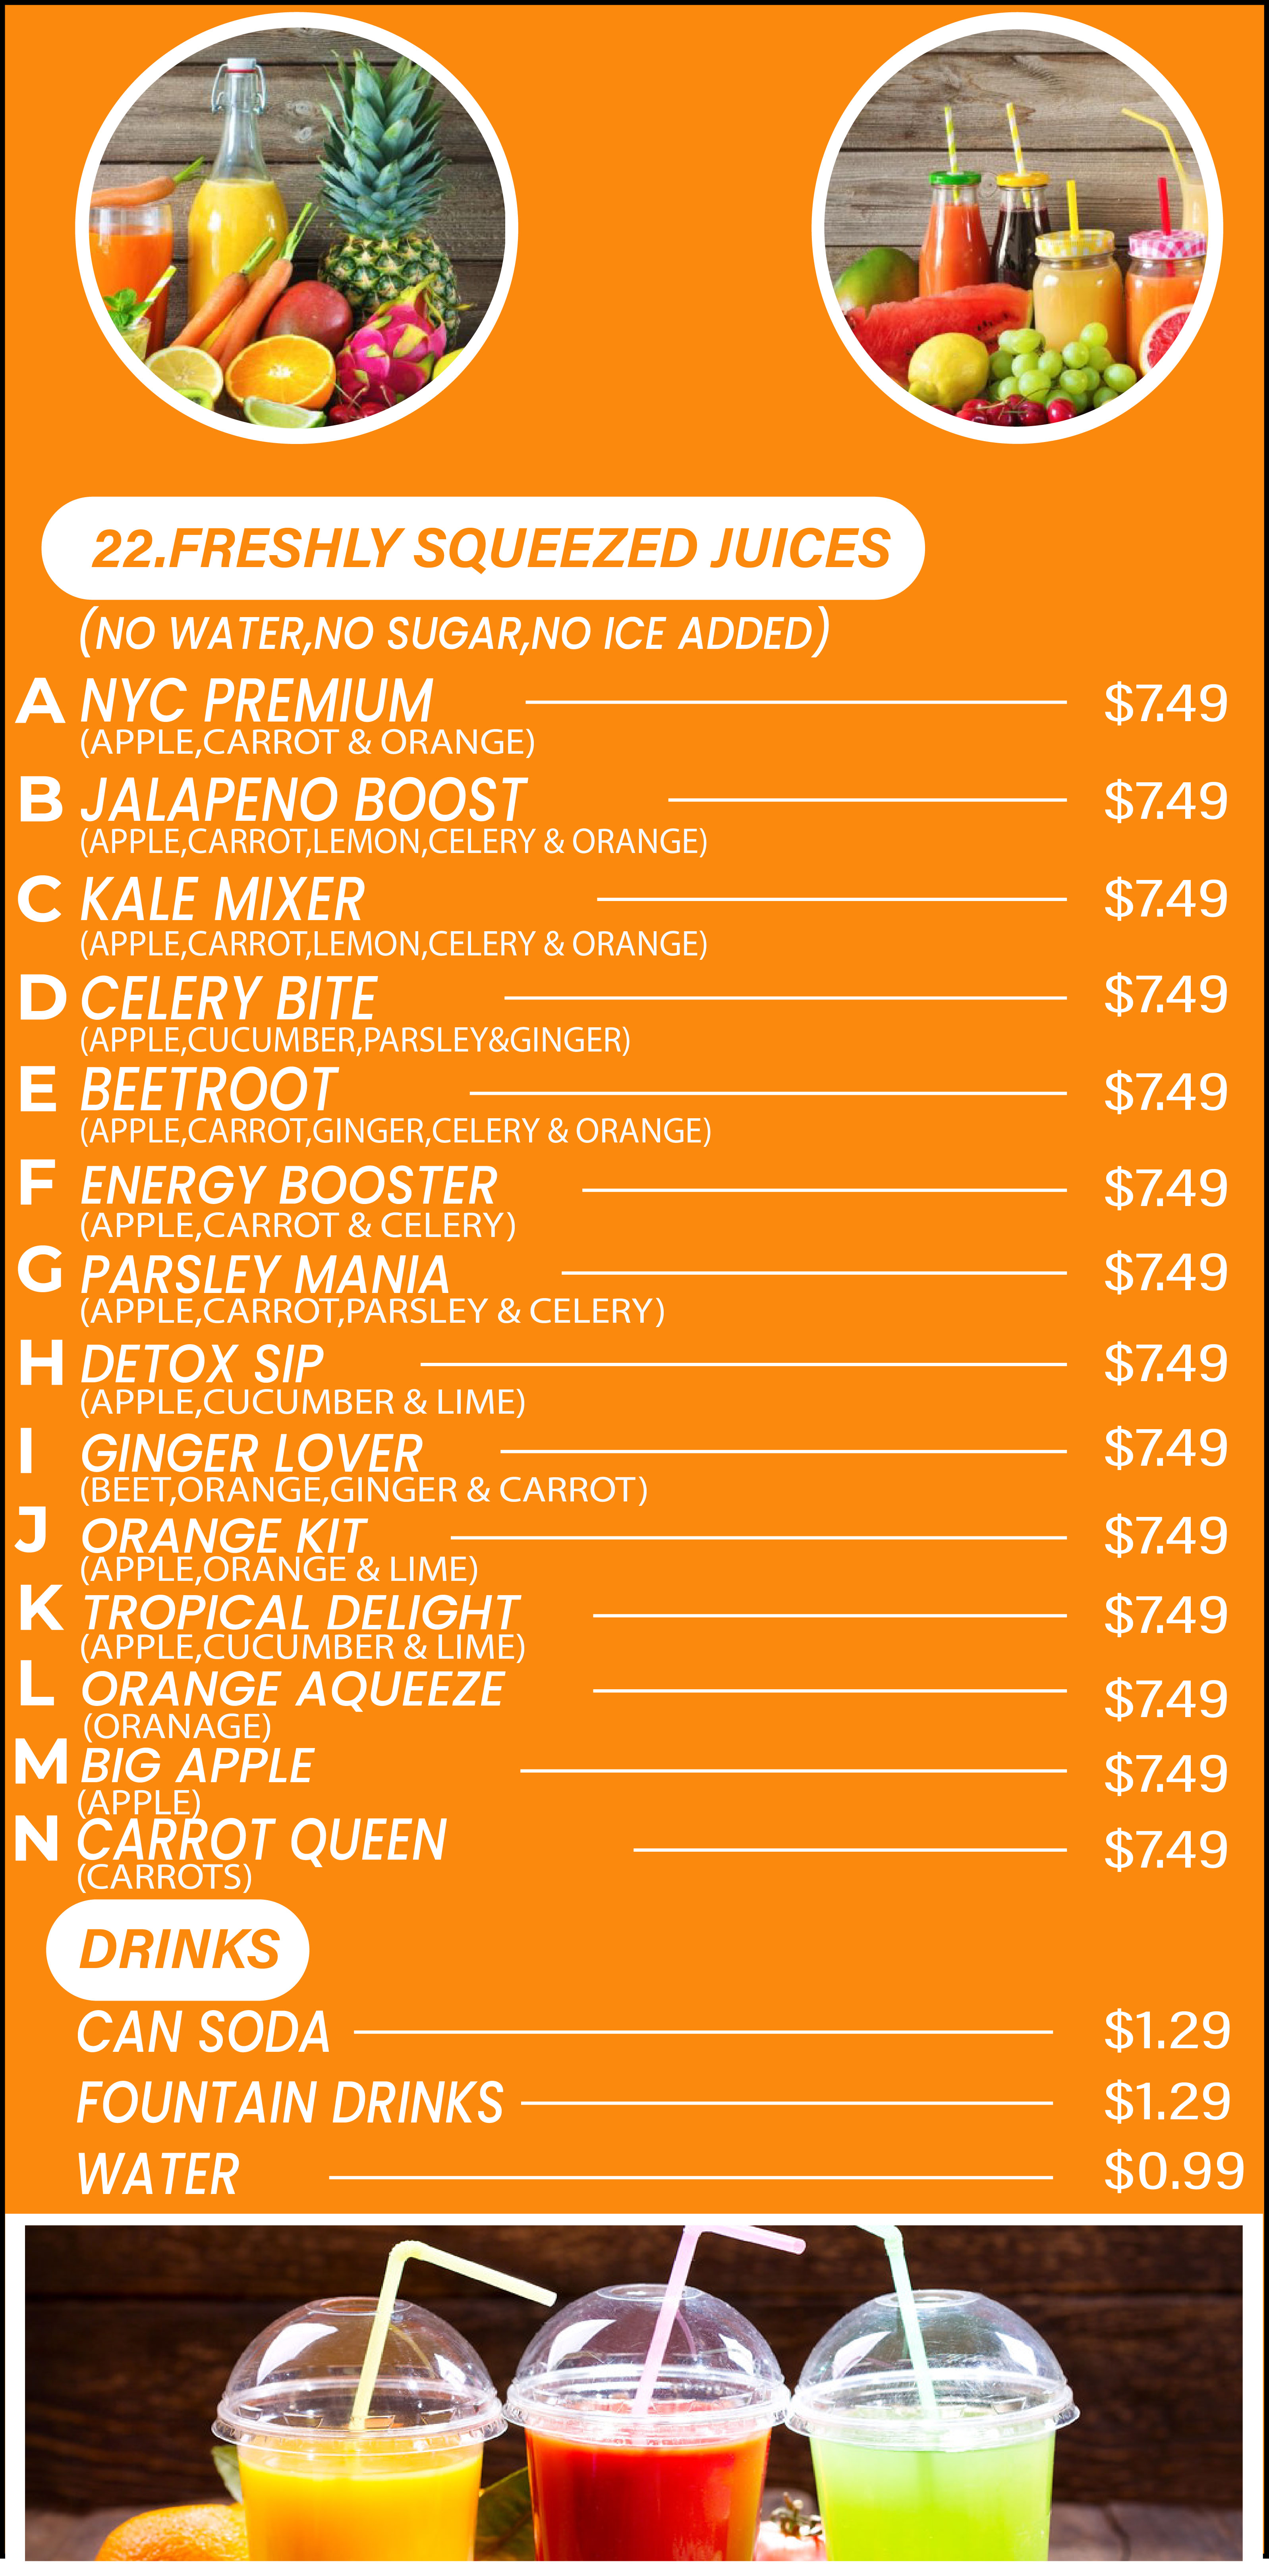 22.FRESHLY SQUEEZED JUICES
(NO WATER,NO SUGAR,NO ICE ADDED)
A NYC PREMIUM $7.49
(APPLE,CARROT & ORANGE)
B JALAPENO BOOST $7.49
(APPLE,CARROT,LEMON,CELERY & ORANGE)
C KALE MIXER $7.49
(APPLE,CARROT,LEMON,CELERY & ORANGE)
D CELERY BITE $7.49
(APPLE,CUCUMBER,PARSLEY&GINGER)
E BEETROOT $7.49
(APPLE,CARROT,GINGER,CELERY & ORANGE)
F ENERGY BOOSTER $7.49
(APPLE,CARROT & CELERY)
G PARSLEY MANIA $7.49
(APPLE,CARROT,PARSLEY & CELERY)
H DETOX SIP $7.49
(APPLE,CUCUMBER & LIME)
I GINGER LOVER $7.49
(BEET,ORANGE,GINGER & CARROT)
J ORANGE KIT $7.49
(APPLE,ORANGE & LIME)
K TROPICAL DELIGHT $7.49
(APPLE,CUCUMBER & LIME)
L ORANGE AQUEEZE $7.49
(ORANAGE)
M BIG APPLE $7.49
(APPLE)
N CARROT QUEEN $7.49
(CARROTS)
DRINKS
CAN SODA $1.29
FOUNTAIN DRINKS $1.29
WATER $0.99